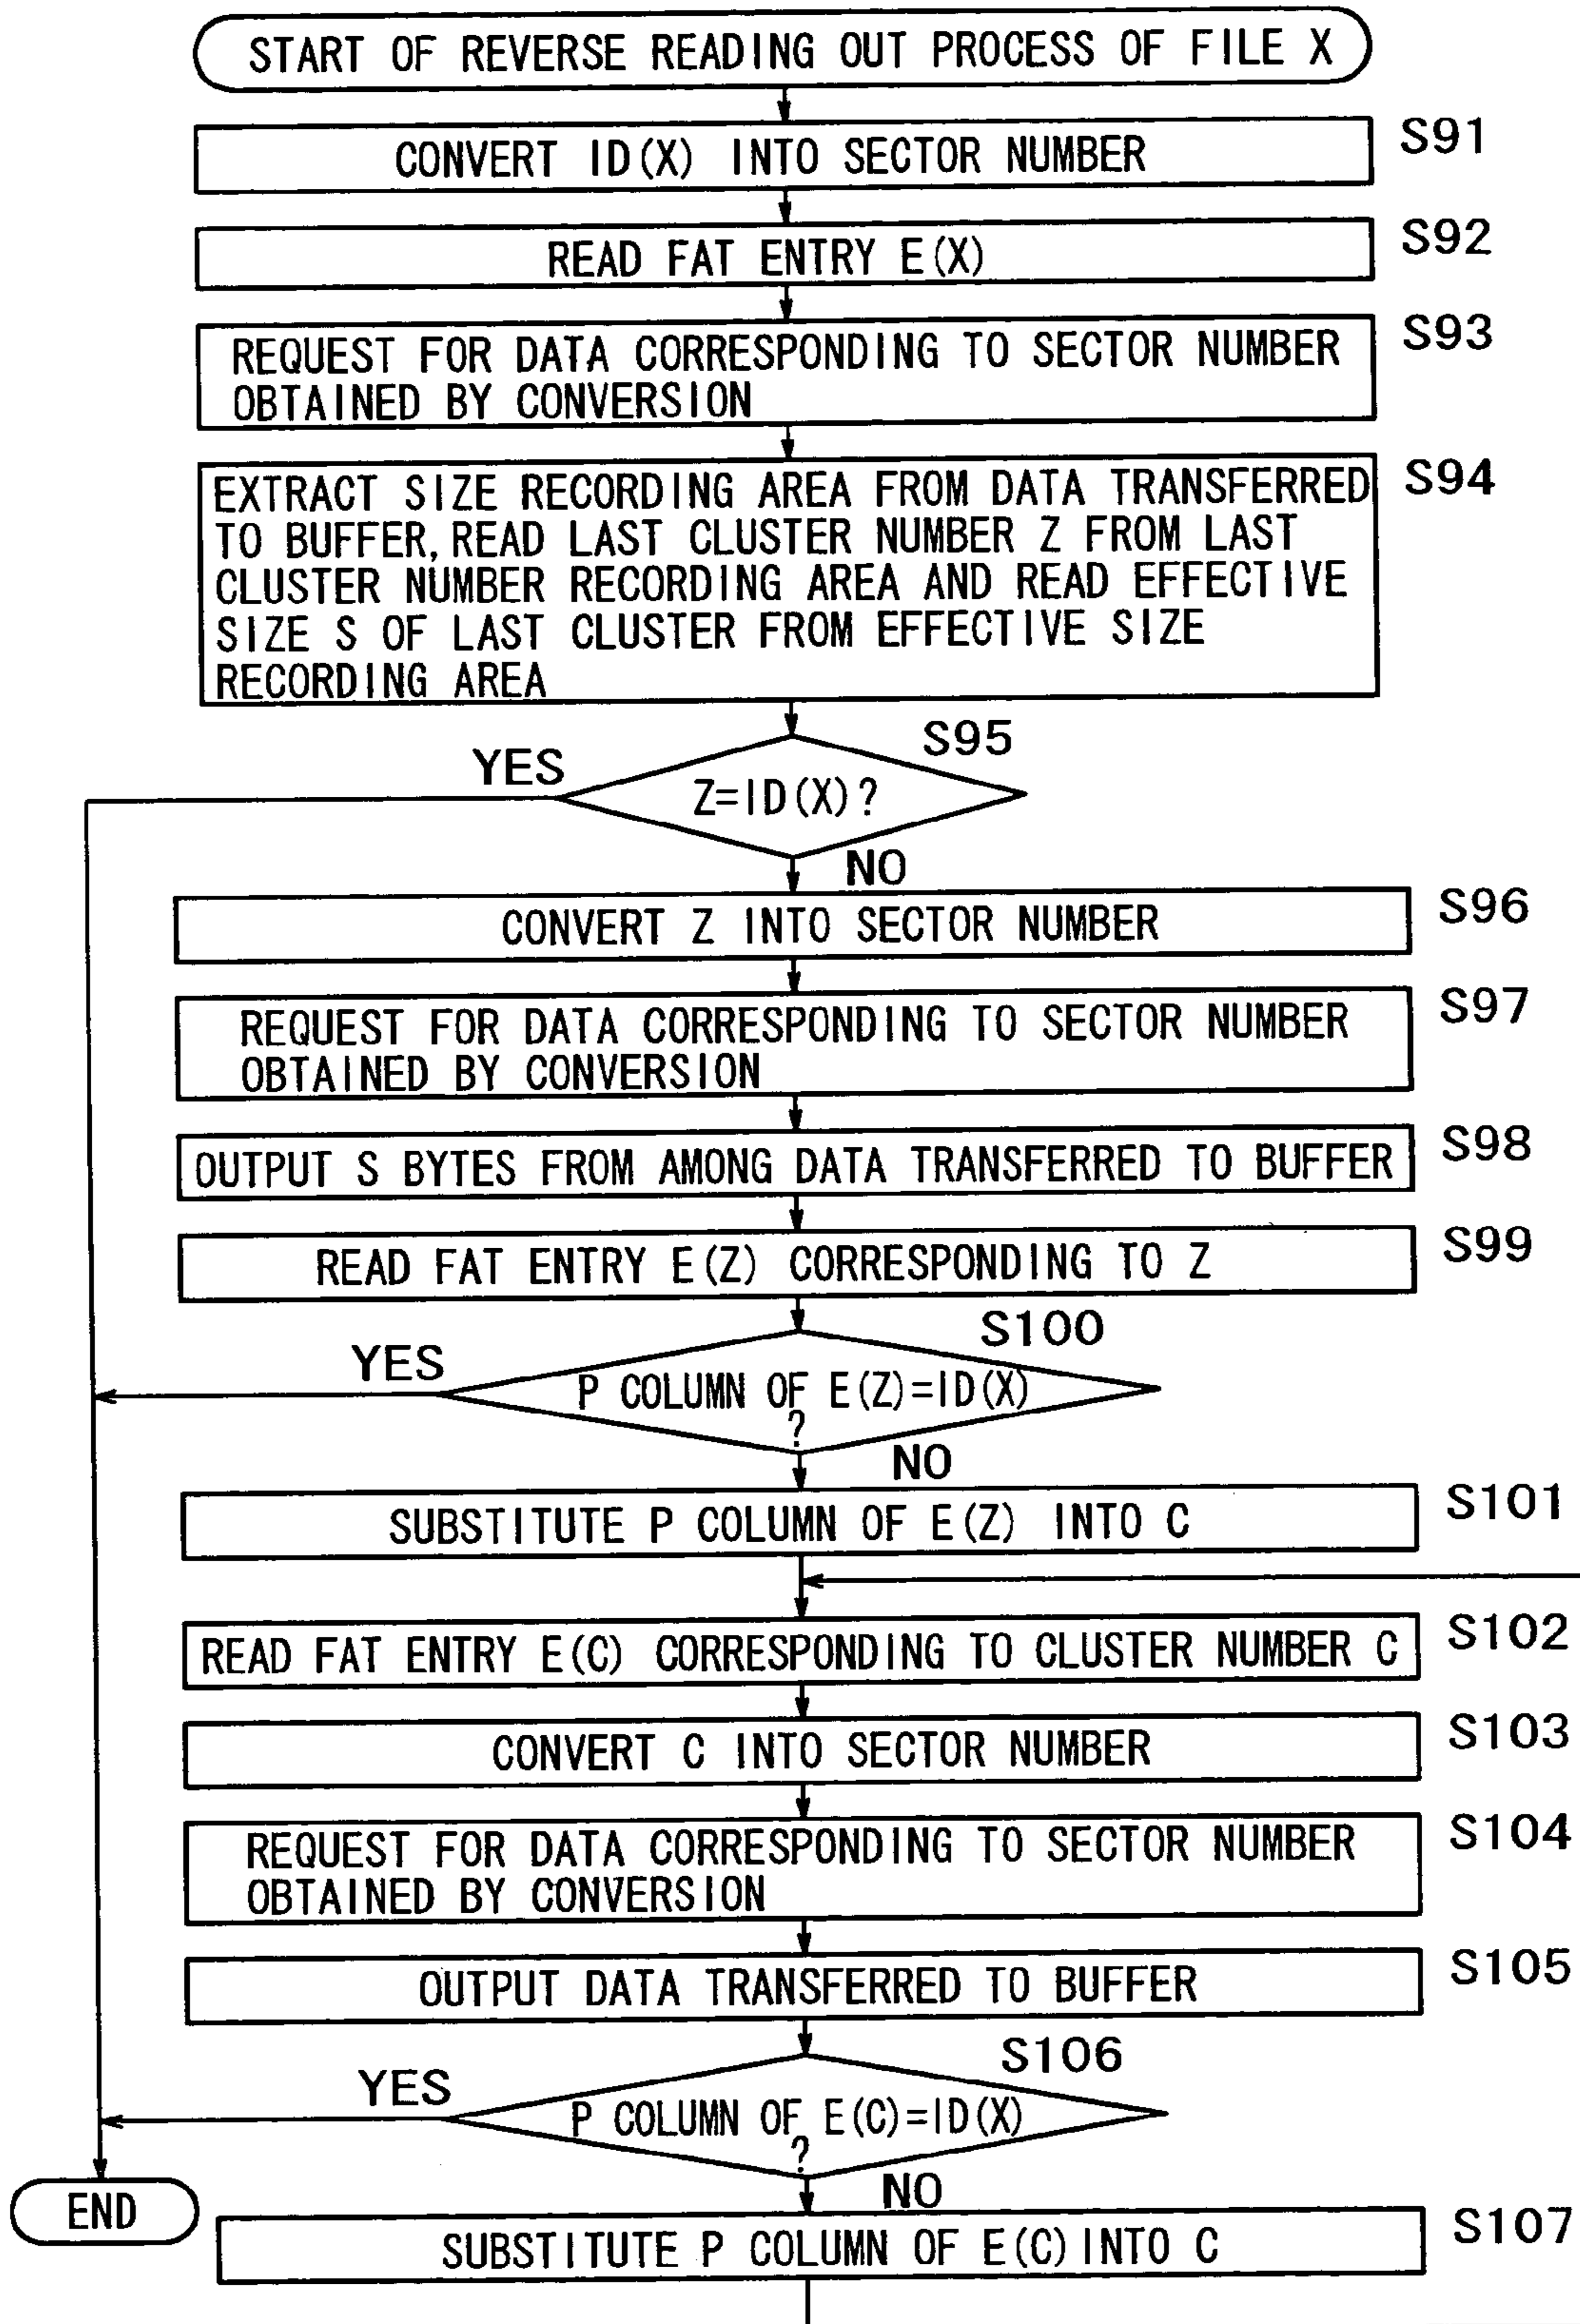 START OF REVERSE READING OUT PROCESS OF FILE X
S91
CONVERT ID(X) INTO SECTOR NUMBER
S92
READ FAT ENTRY E(X)
S93
REQUEST FOR DATA CORRESPONDING TO SECTOR NUMBER
OBTAINED BY CONVERSION
S94
EXTRACT SIZE RECORDING AREA FROM DATA TRANSFERRED
TO BUFFER, READ LAST CLUSTER NUMBER Z FROM LAST
CLUSTER NUMBER RECORDING AREA AND READ EFFECTIVE
SIZE S OF LAST CLUSTER FROM EFFECTIVE SIZE
RECORDING AREA
S95
YES
Z=ID(X)?
NO
S96
CONVERT Z INTO SECTOR NUMBER
S97
REQUEST FOR DATA CORRESPONDING TO SECTOR NUMBER
OBTAINED BY CONVERSION
S98
OUTPUT S BYTES FROM AMONG DATA TRANSFERRED TO BUFFER
S99
READ FAT ENTRY E(Z) CORRESPONDING TO Z
S100
YES
P COLUMN OF E(Z)=ID(X)
?
NO
S101
SUBSTITUTE P COLUMN OF E(Z) INTO C
S102
READ FAT ENTRY E(C) CORRESPONDING TO CLUSTER NUMBER C
S103
CONVERT C INTO SECTOR NUMBER
S104
REQUEST FOR DATA CORRESPONDING TO SECTOR NUMBER
OBTAINED BY CONVERSION
S105
OUTPUT DATA TRANSFERRED TO BUFFER
S106
YES
P COLUMN OF E(C)=ID(X)
?
NO
END
S107
SUBSTITUTE P COLUMN OF E(C) INTO C